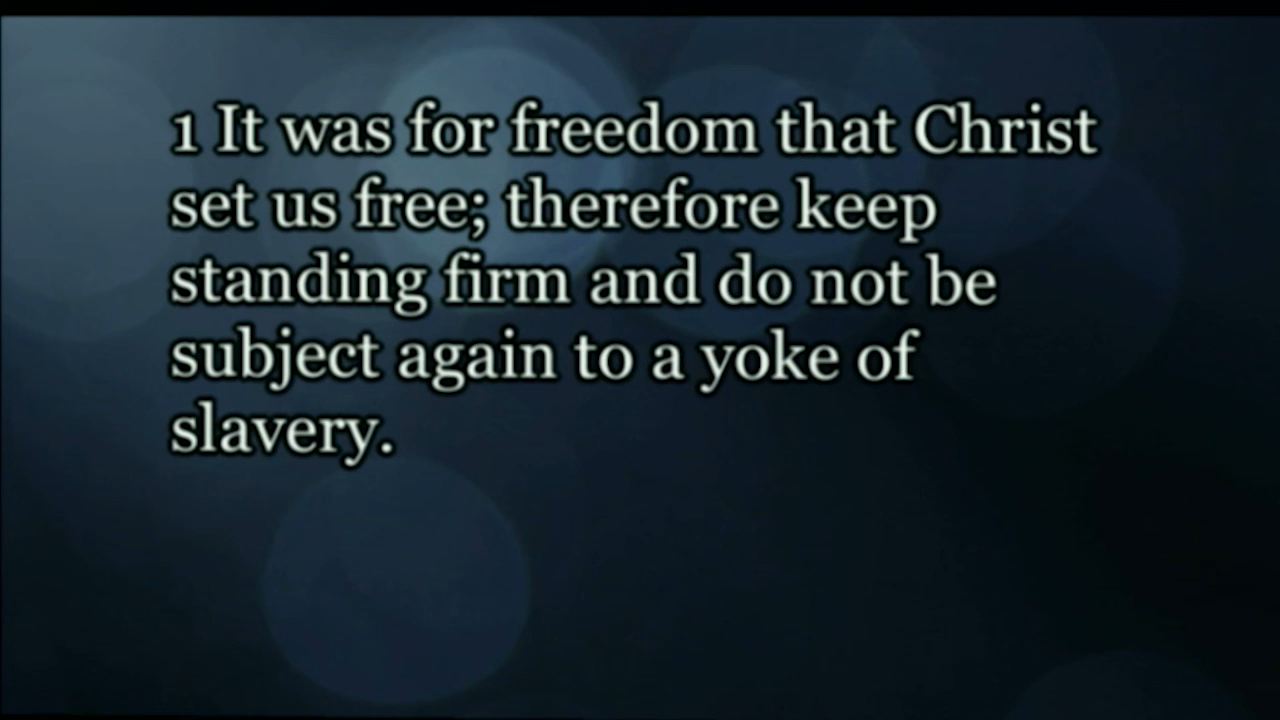 1 It was for freedom that Christ
set us free; therefore keep
standing firm and do not be
subject again to a yoke of
slavery.